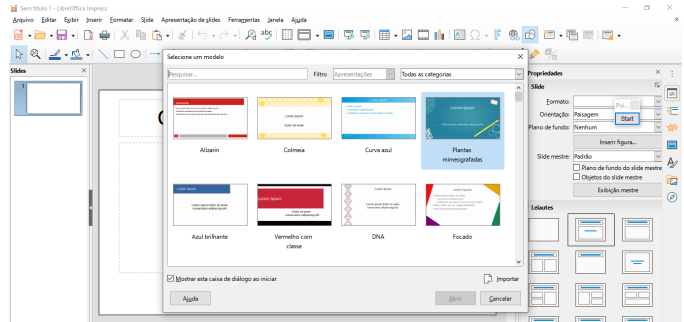 Sem título 1 - LibreOffice Impress
Arquivo Editar Exibir Inserir Formatar Slide Apresentação de slides Ferramentas Janela Ajuda
Slides
1
Selecione um modelo
Pesquisar...
Filtro Apresentações Todas as categorias
Lorem Ipsum
Alizarin
Colmeia
Curva azul
Plantas
mimeografadas
Azul brilhante
Vermelho com
classe
DNA
Focado
Mostrar esta caixa de diálogo ao iniciar
Importar
Ajuda
Abrir
Cancelar
Propriedades
Slide
Formato:
Poi...
Start
Orientação: Paisagem
Plano de fundo: Nenhum
Inserir figura...
Slide mestre: Padrão
Plano de fundo do slide mestre
Objetos do slide mestre
Exibição mestre
Leiautes